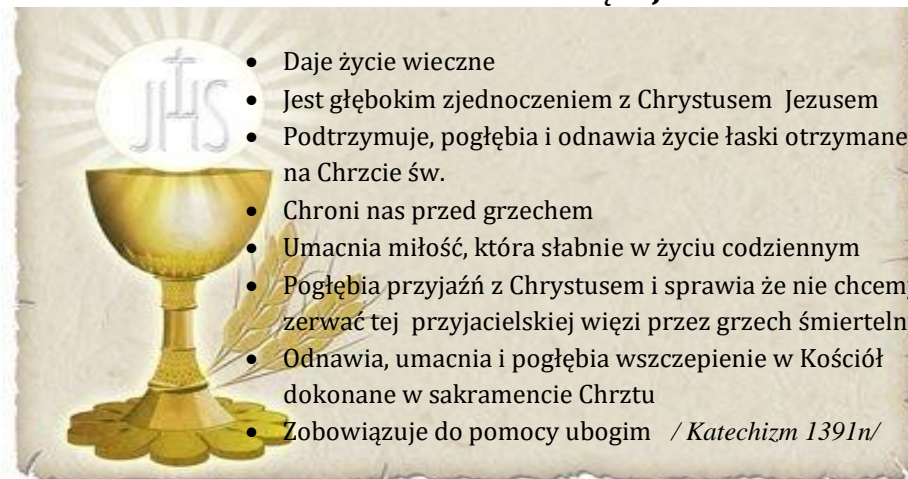 JHS
• Daje życie wieczne
• Jest głębokim zjednoczeniem z Chrystusem Jezusem
• Podtrzymuje, pogłębia i odnawia życie łaski otrzymane
na Chrzcie św.
• Chroni nas przed grzechem
• Umacnia miłość, która słabnie w życiu codziennym
• Pogłębia przyjaźń z Chrystusem i sprawia że nie chcem
zerwać tej przyjacielskiej więzi przez grzech śmierteln
• Odnawia, umacnia i pogłębia wszczepienie w Kościół
dokonane w sakramencie Chrztu
• Zobowiązuje do pomocy ubogim / Katechizm 1391n/